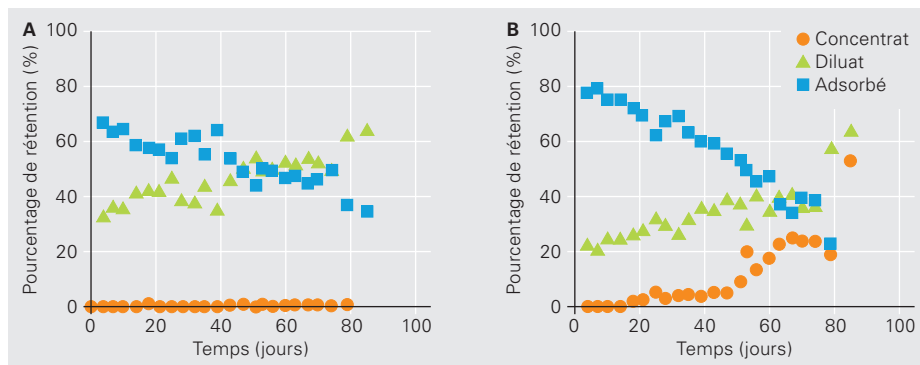 A
Pourcentage de rétention (%)
100
80
60
40
20
0
0 20 40 60 80 100
Temps (jours)
B
Pourcentage de rétention (%)
100
80
60
40
20
0
0 20 40 60 80 100
Temps (jours)
Concentrat
Diluat
Adsorbé